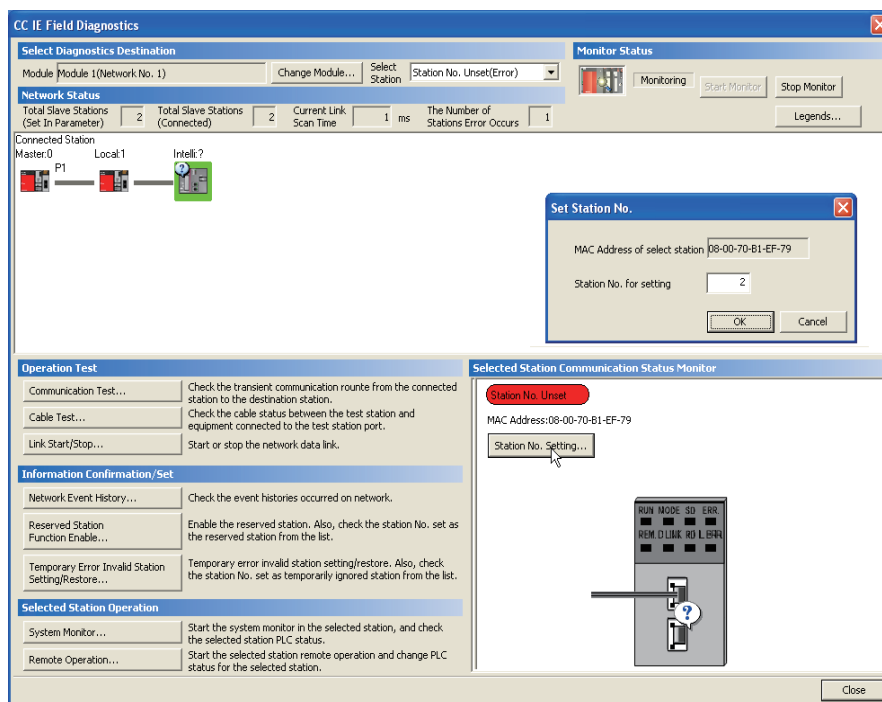 CC IE Field Diagnostics
Select Diagnostics Destination
Module Module 1(Network No. 1) Change Module... Select Station Station No. Unset(Error)
Monitor Status
Monitoring Start Monitor Stop Monitor
Legends...
Network Status
Total Slave Stations (Set In Parameter) 2 Total Slave Stations (Connected) 2 Current Link Scan Time 1 ms The Number of Stations Error Occurs 1
Connected Station
Master:0 Local:1 Intelli:?
P1
?
Set Station No.
MAC Address of select station 08-00-70-B1-EF-79
Station No. for setting 2
OK Cancel
Operation Test
Communication Test... Check the transient communication rounte from the connected
station to the destination station.
Cable Test... Check the cable status between the test station and
equipment connected to the test station port.
Link Start/Stop... Start or stop the network data link.
Information Confirmation/Set
Network Event History... Check the event histories occurred on network.
Reserved Station
Function Enable... Enable the reserved station. Also, check the station No. set as
the reserved station from the list.
Temporary Error Invalid Station
Setting/Restore... Temporary error invalid station setting/restore. Also, check
the station No. set as temporarily ignored station from the list.
Selected Station Operation
System Monitor... Start the system monitor in the selected station, and check
the selected station PLC status.
Remote Operation... Start the selected station remote operation and change PLC
status for the selected station.
Selected Station Communication Status Monitor
Station No. Unset
MAC Address:08-00-70-B1-EF-79
Station No. Setting...
RUN MODE SD ERR.
REM. D LINK RD L ERR.
?
Close